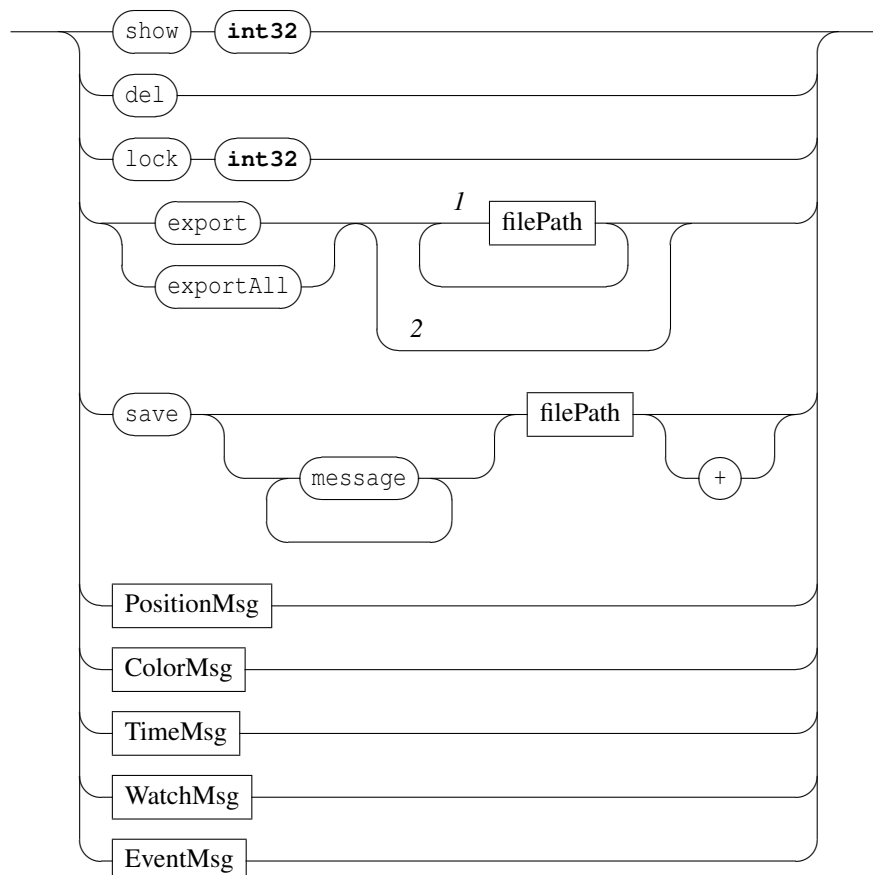 show int32
del
lock int32
1
export filePath
exportAll
2
save filePath
message +
PositionMsg
ColorMsg
TimeMsg
WatchMsg
EventMsg